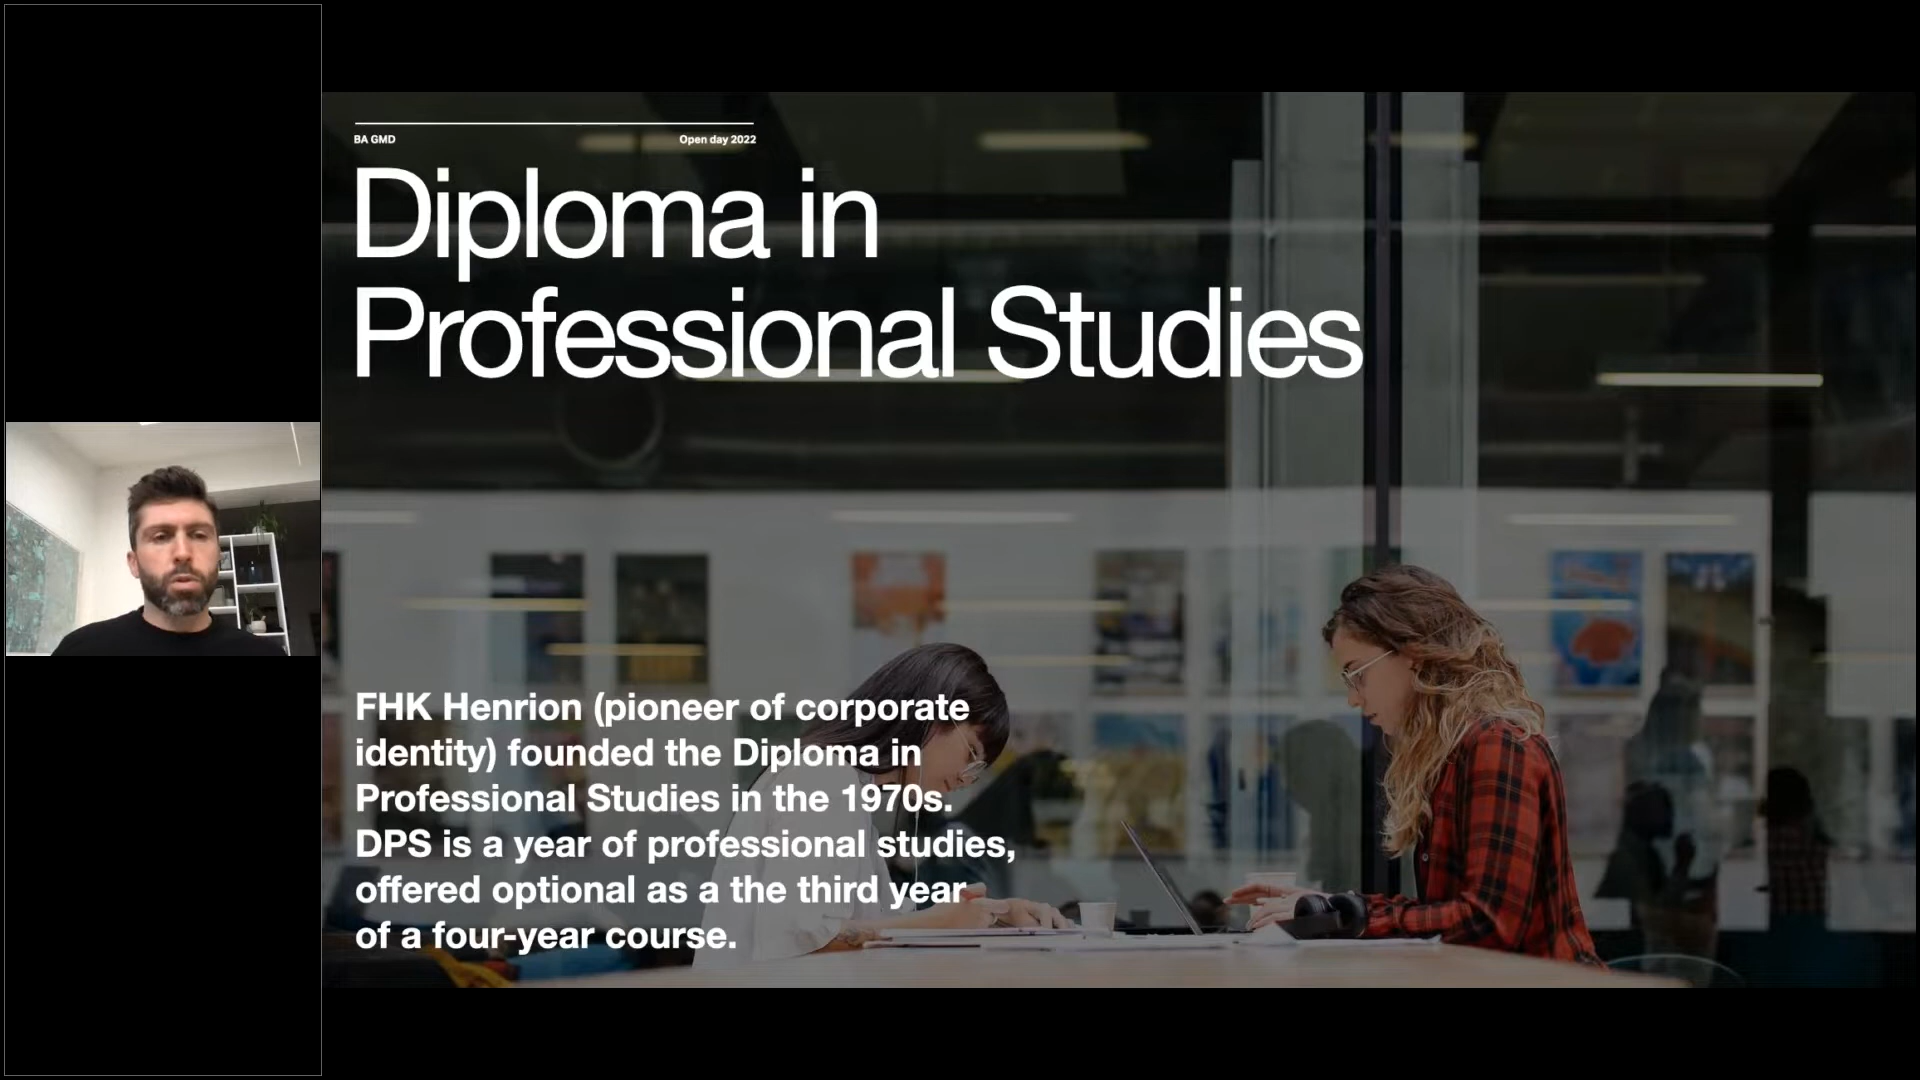 BA GMD
Open day 2022
Diploma in
Professional Studies
FHK Henrion (pioneer of corporate
identity) founded the Diploma in
Professional Studies in the 1970s.
DPS is a year of professional studies,
offered optional as a the third year
of a four-year course.